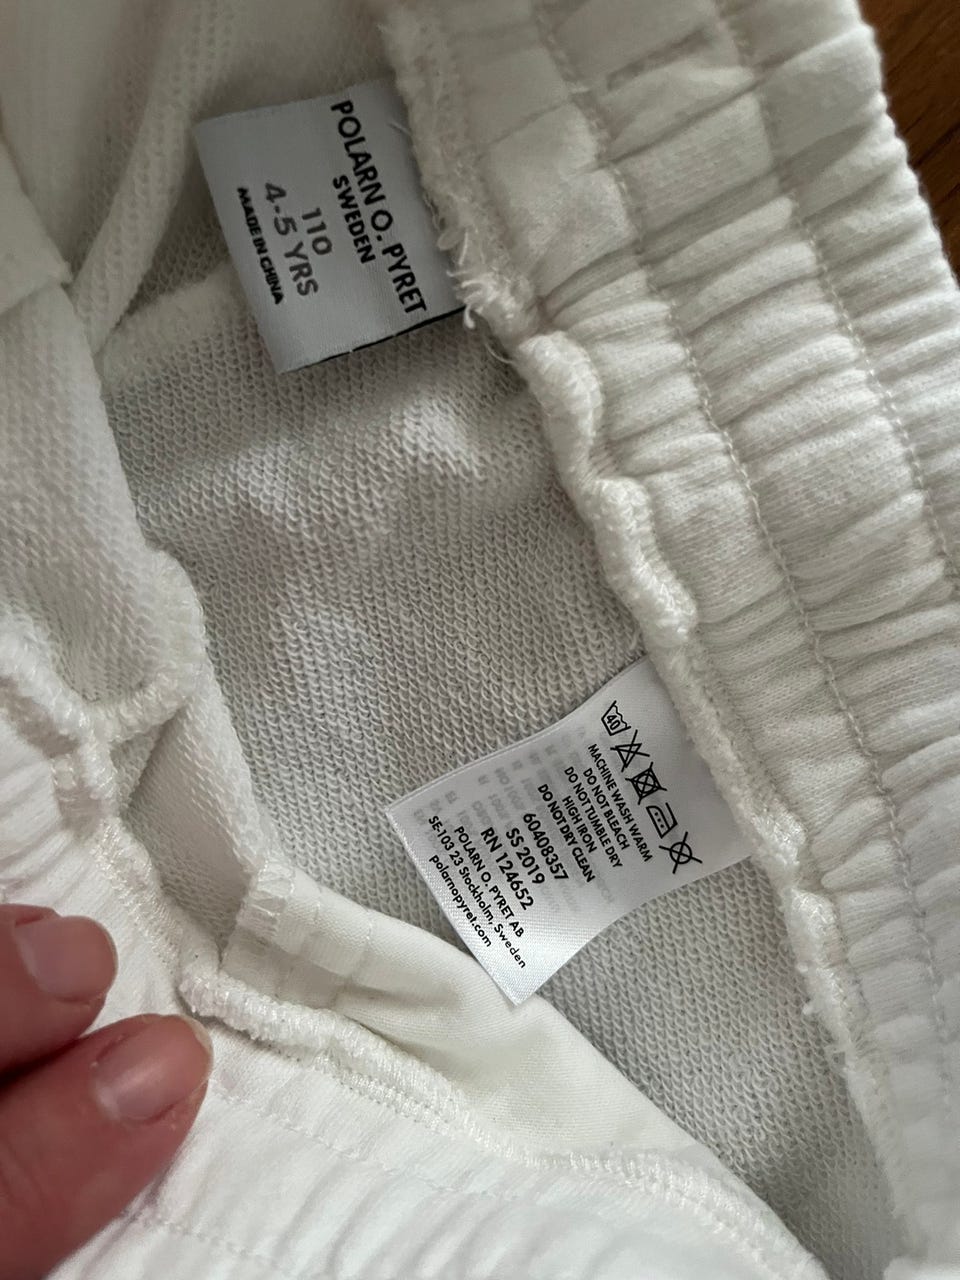 POLARN O. PYRET
SWEDEN
110
4-5 YRS
MADE IN CHINA
40
MACHINE WASH WARM
DO NOT BLEACH
DO NOT TUMBLE DRY
HIGH IRON
DO NOT DRY CLEAN
60408357
SS 2019
RN 124652
POLARN O. PYRET AB
SE-103 23 Stockholm, Sweden
polarnopyret.com